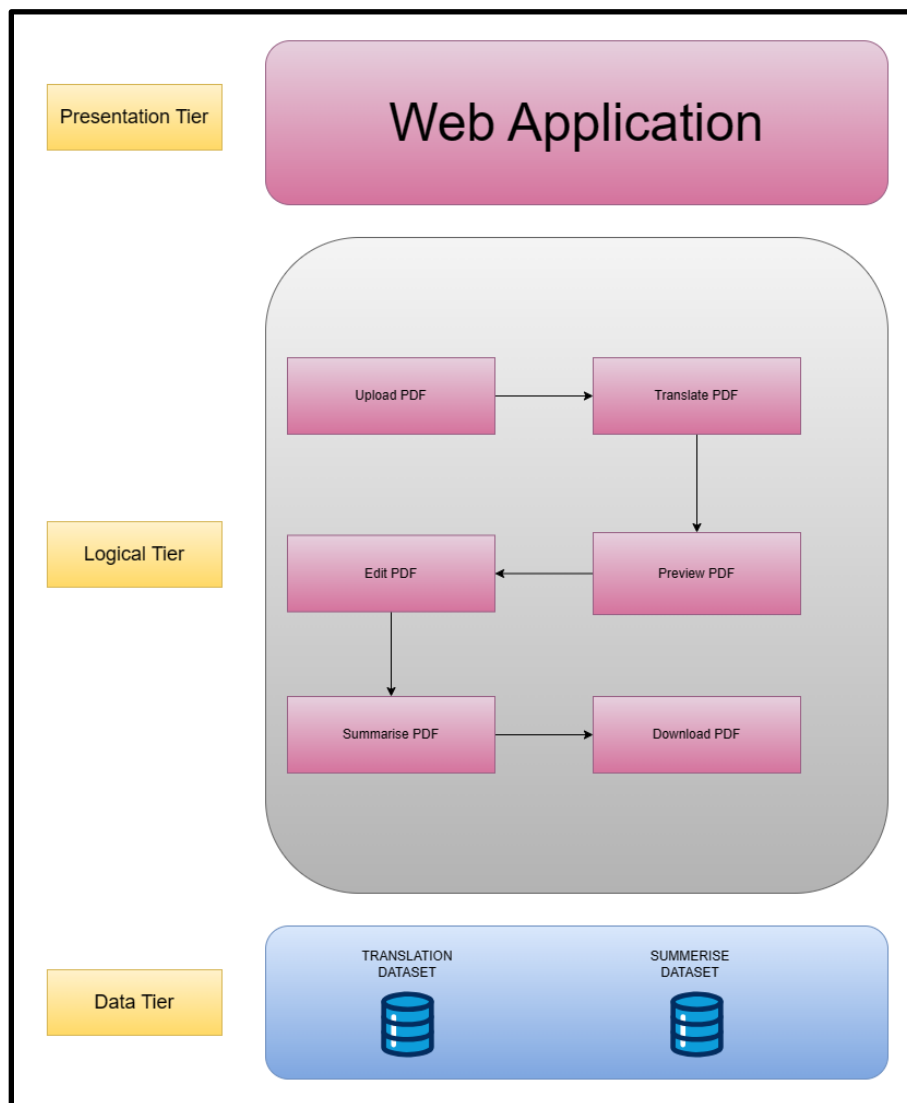 Presentation Tier
Web Application
Upload PDF
Translate PDF
Logical Tier
Edit PDF
Preview PDF
Summarise PDF
Download PDF
Data Tier
TRANSLATION
DATASET
SUMMERISE
DATASET